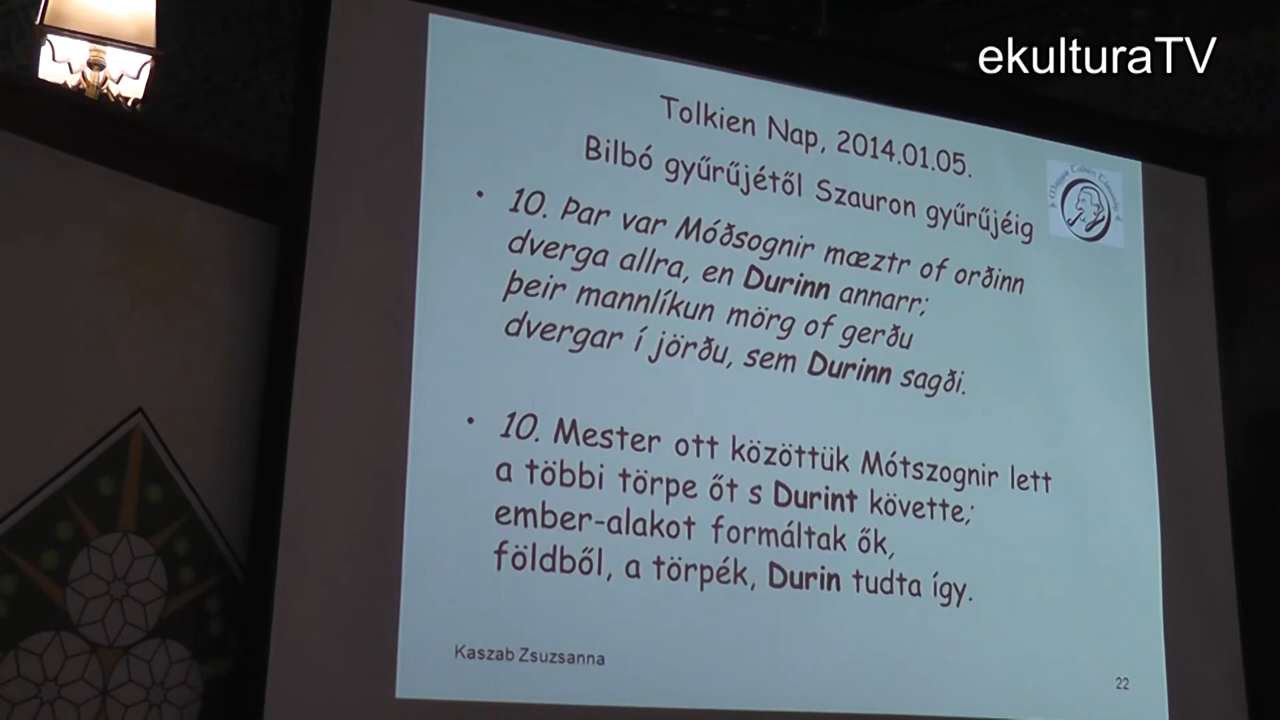 ekulturaTV
Tolkien Nap, 2014.01.05.
Bilbó gyűrűjétől Szauron gyűrűjéig
• 10. Þar var Móðsognir mæztr of orðinn
dverga allra, en Durinn annarr;
þeir mannlíkun mörg of gerðu
dvergar í jörðu, sem Durinn sagði.
• 10. Mester ott közöttük Mótszognir lett
a többi törpe őt s Durint követte;
ember-alakot formáltak ők,
földből, a törpék, Durin tudta így.
Kaszab Zsuzsanna
22